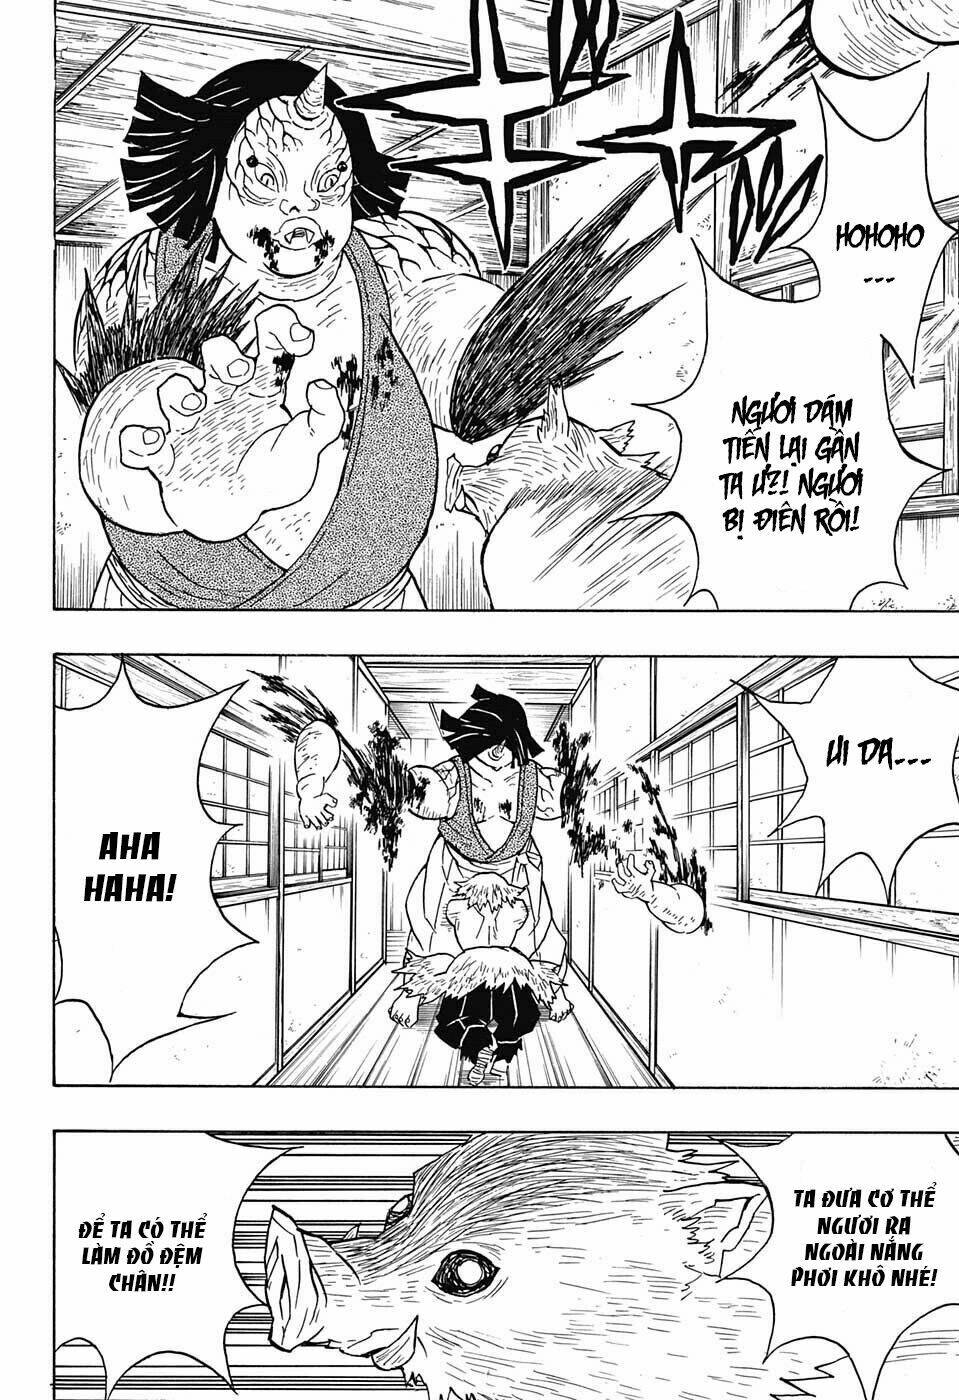 HOHOHO
---
NGƯƠI DÁM
TIẾN LẠI GẦN
TA Ư?! NGƯƠI
BỊ ĐIÊN RỒI!
UI DA---
AHA
HAHA!
TA ĐƯA CƠ THỂ
NGƯƠI RA
NGOÀI NẮNG
PHƠI KHÔ NHÉ!
ĐỂ TA CÓ THỂ
LÀM ĐỒ ĐỆM
CHÂN!!